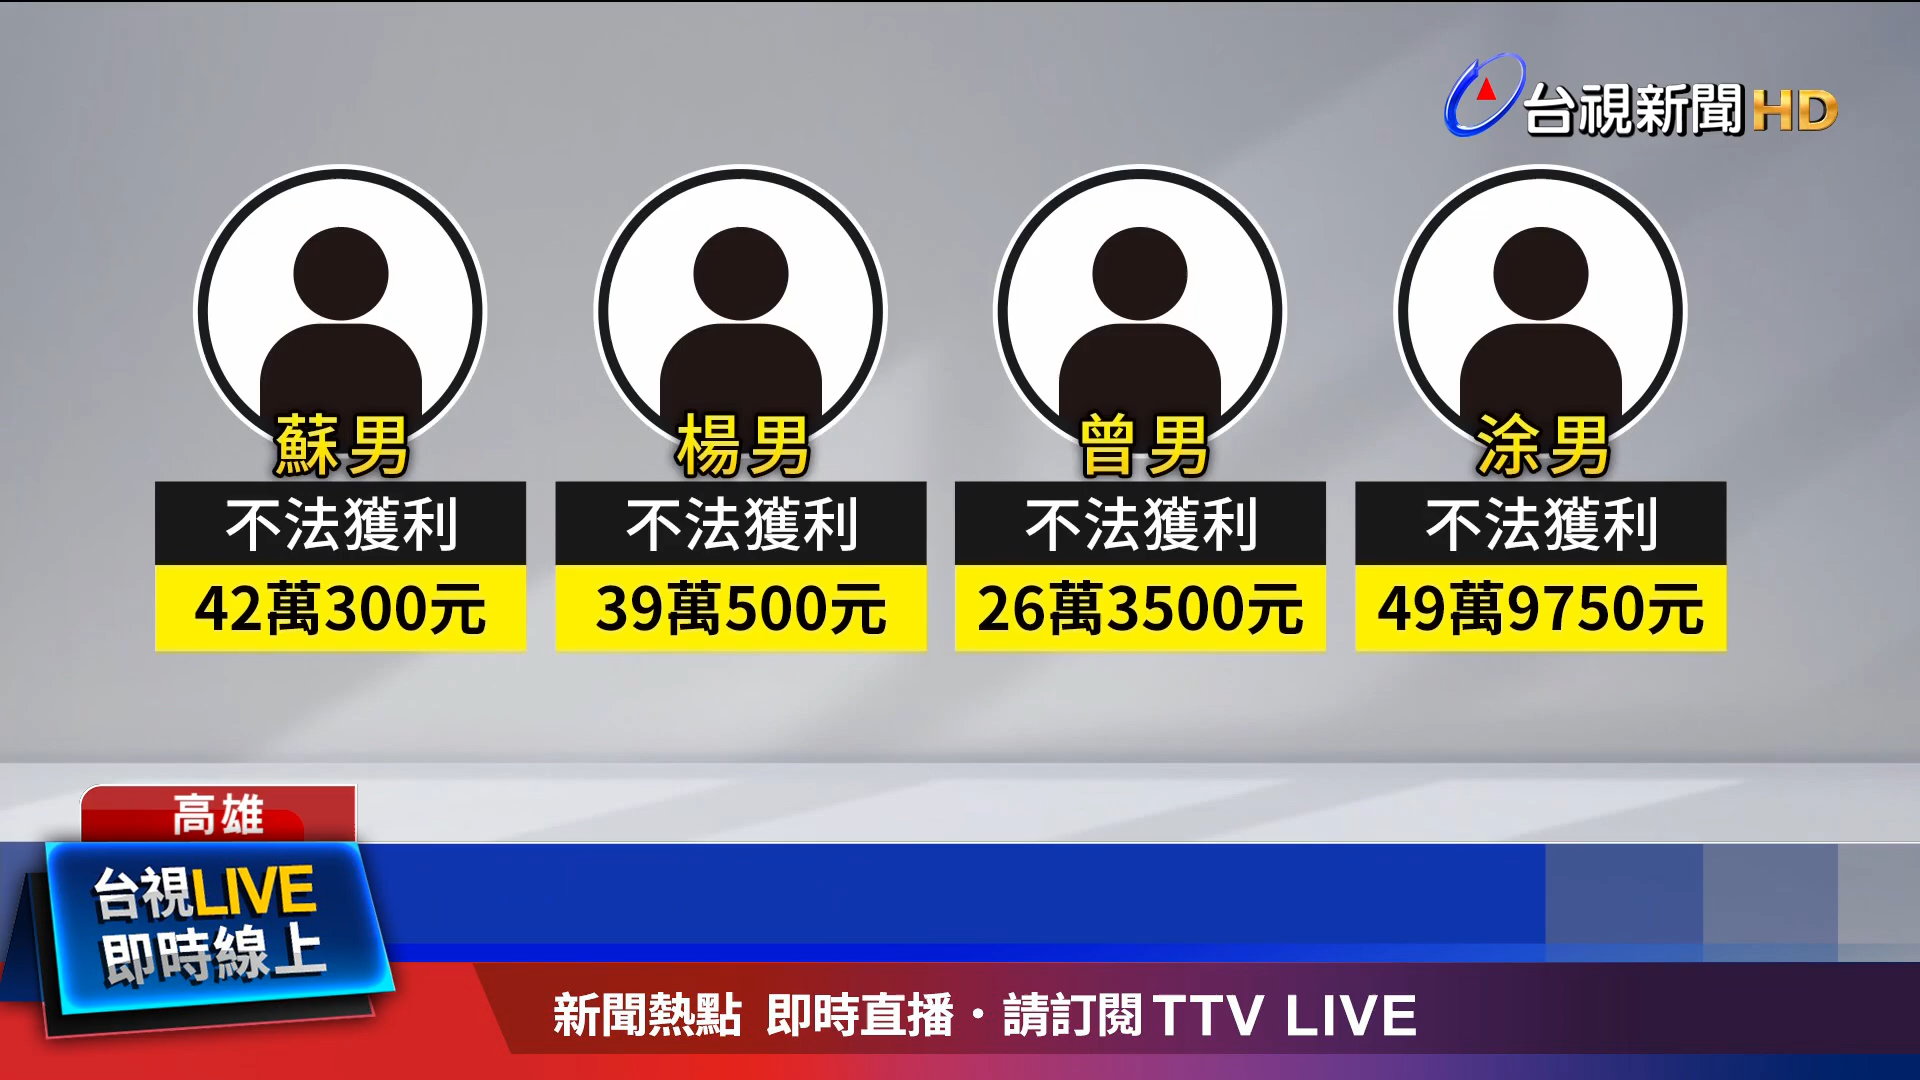 台視新聞HD
蘇男
不法獲利
42萬300元
楊男
不法獲利
39萬500元
曾男
不法獲利
26萬3500元
涂男
不法獲利
49萬9750元
高雄
台視LIVE
即時線上
新聞熱點 即時直播・請訂閱TTV LIVE